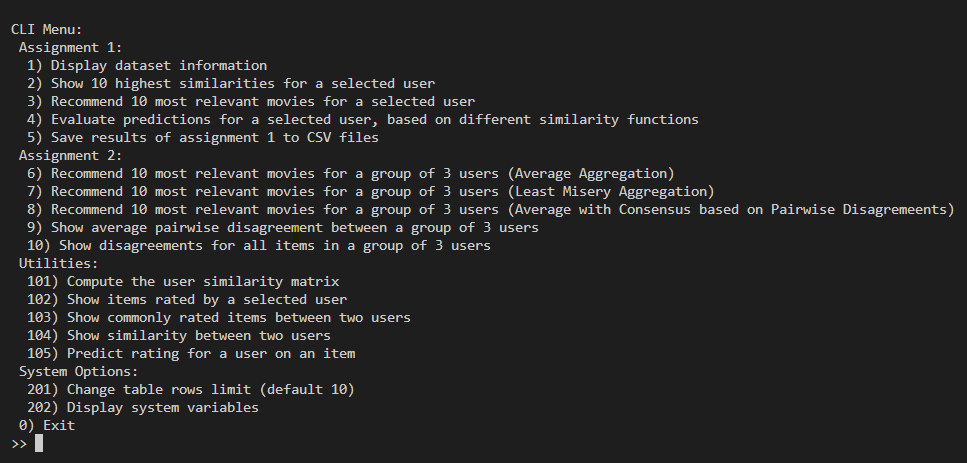 CLI Menu:
Assignment 1:
1) Display dataset information
2) Show 10 highest similarities for a selected user
3) Recommend 10 most relevant movies for a selected user
4) Evaluate predictions for a selected user, based on different similarity functions
5) Save results of assignment 1 to CSV files
Assignment 2:
6) Recommend 10 most relevant movies for a group of 3 users (Average Aggregation)
7) Recommend 10 most relevant movies for a group of 3 users (Least Misery Aggregation)
8) Recommend 10 most relevant movies for a group of 3 users (Average with Consensus based on Pairwise Disagremeents)
9) Show average pairwise disagreement between a group of 3 users
10) Show disagreements for all items in a group of 3 users
Utilities:
101) Compute the user similarity matrix
102) Show items rated by a selected user
103) Show commonly rated items between two users
104) Show similarity between two users
105) Predict rating for a user on an item
System Options:
201) Change table rows limit (default 10)
202) Display system variables
0) Exit
>>